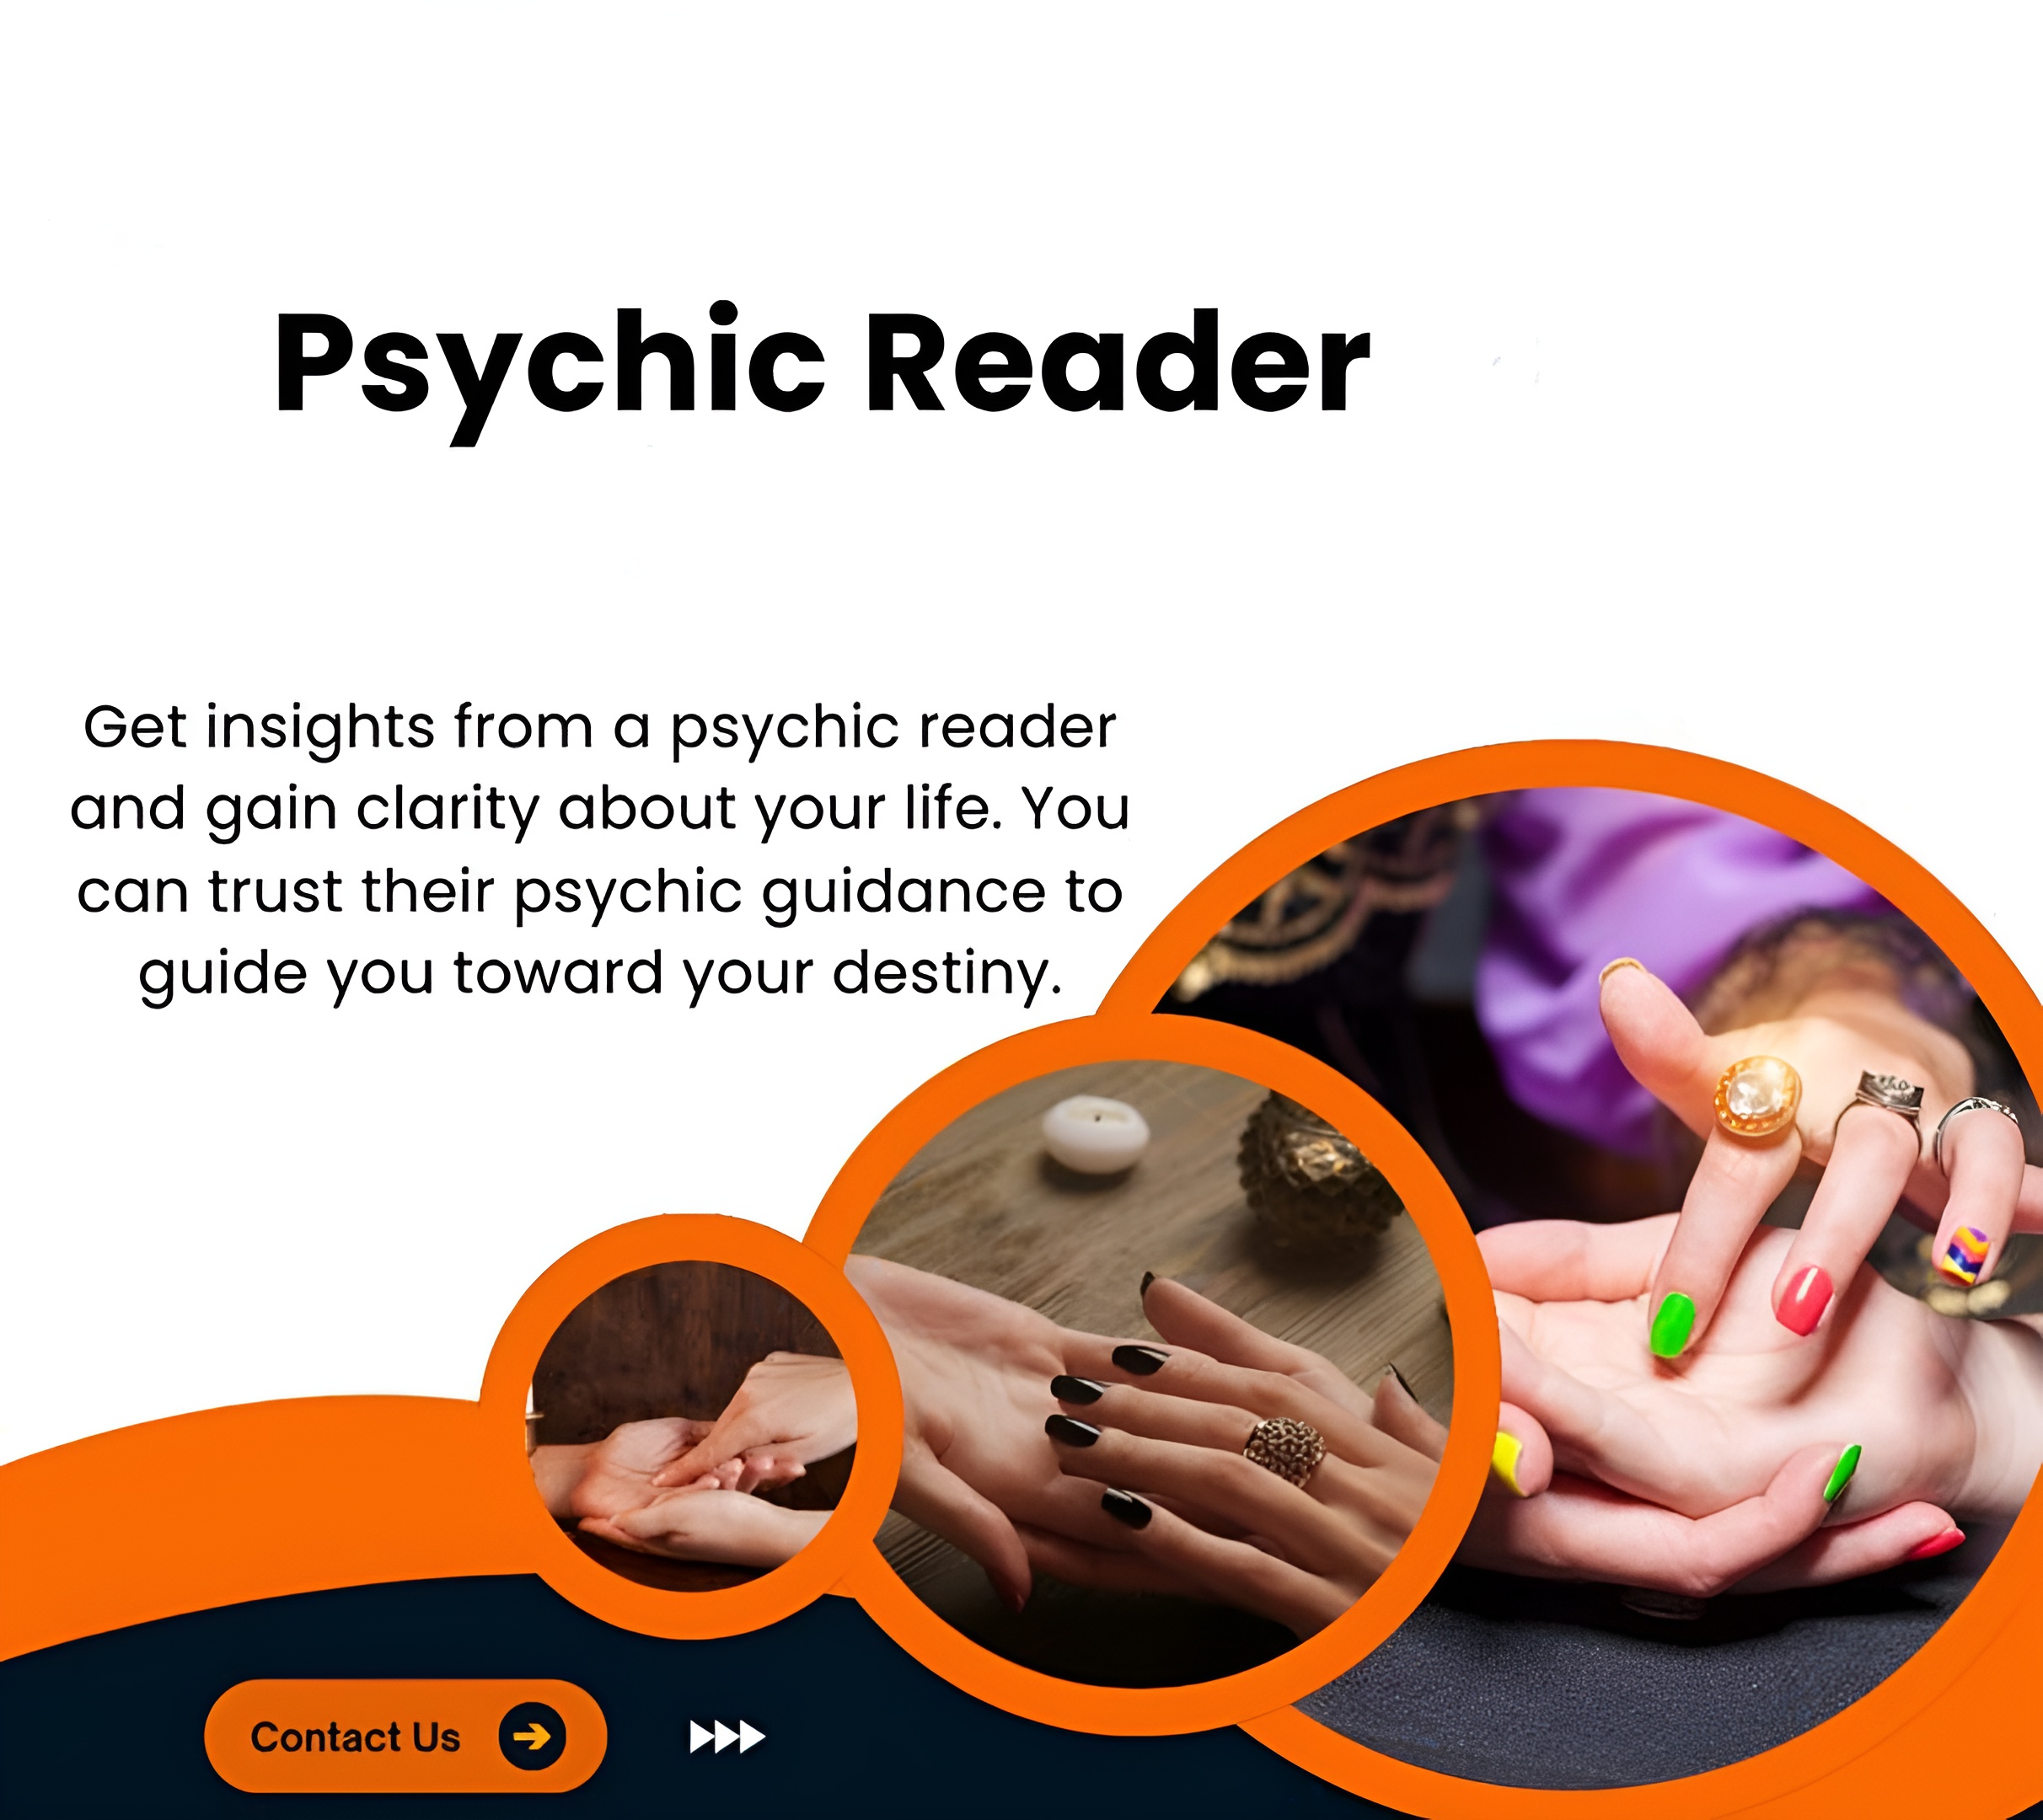 Psychic Reader
Get insights from a psychic reader
and gain clarity about your life. You
can trust their psychic guidance to
guide you toward your destiny.
Contact Us